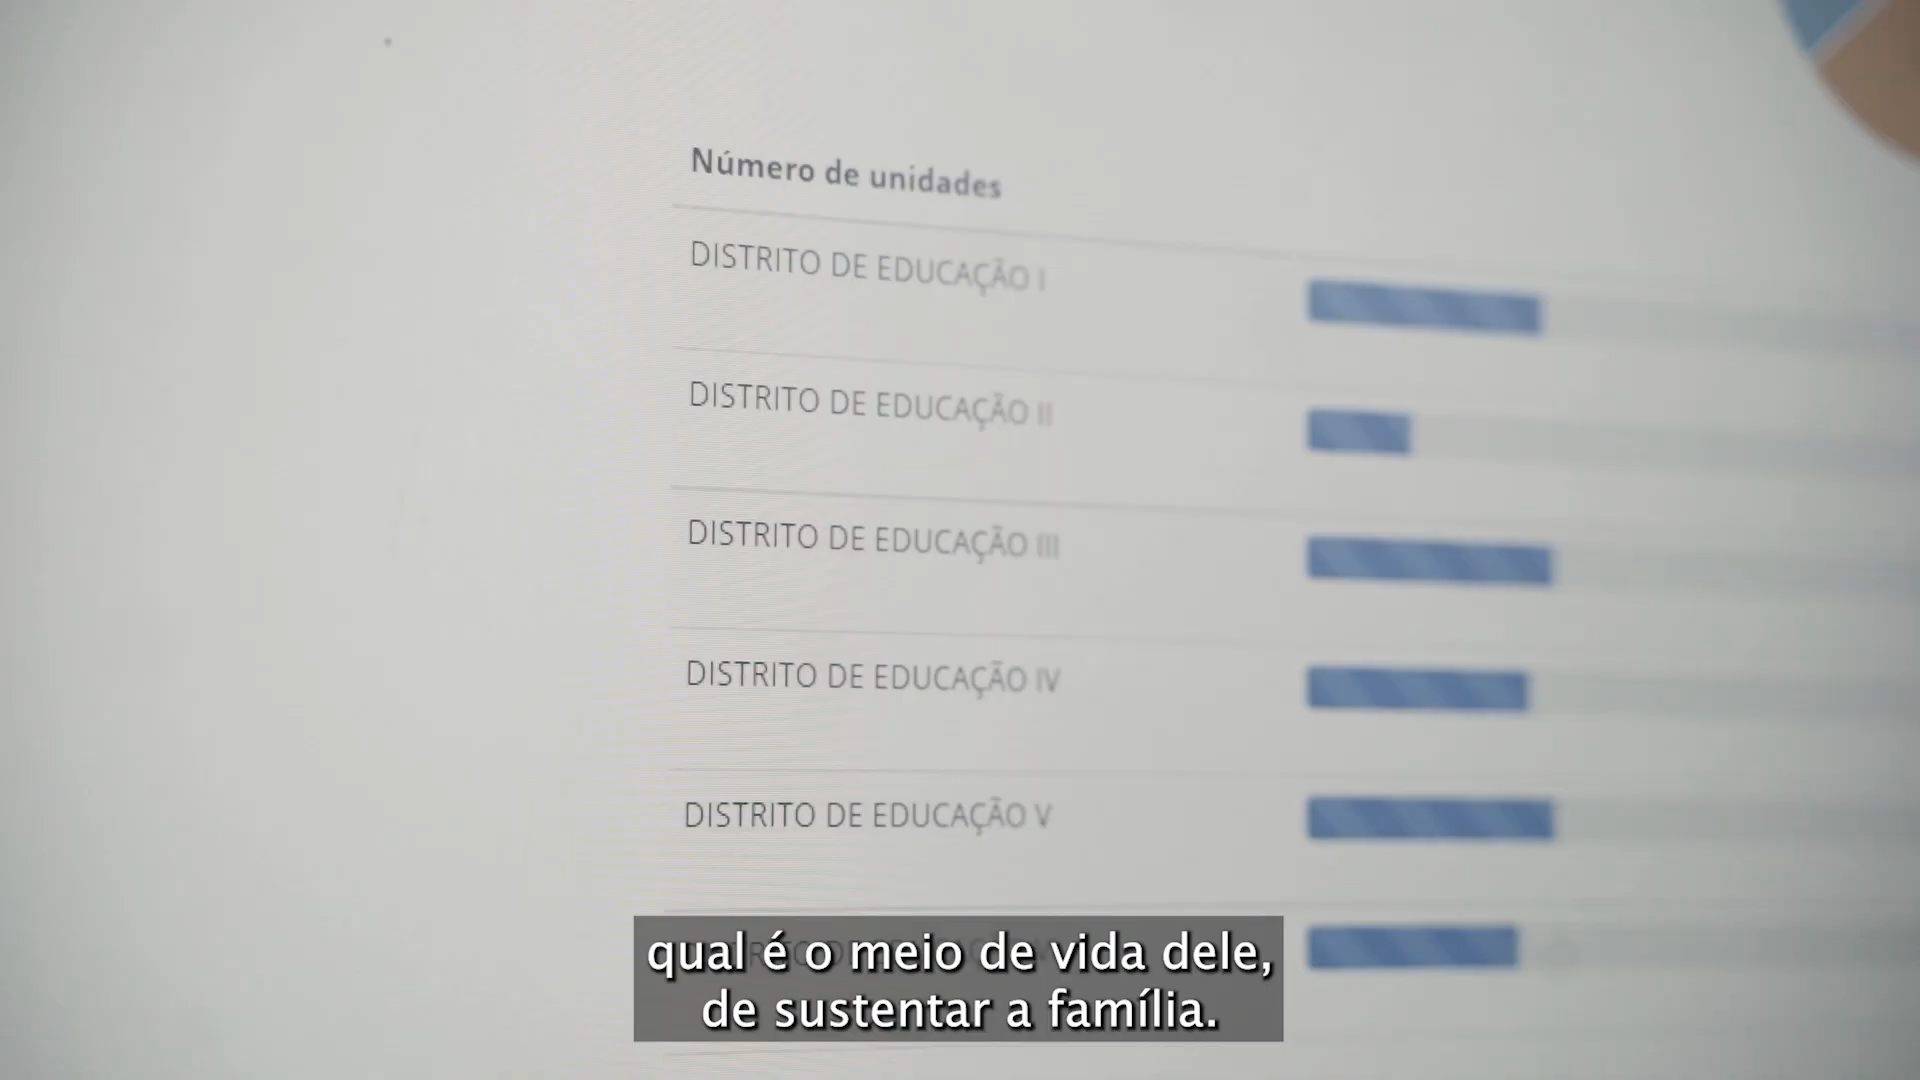 Número de unidades
DISTRITO DE EDUCAÇÃO I
DISTRITO DE EDUCAÇÃO II
DISTRITO DE EDUCAÇÃO III
DISTRITO DE EDUCAÇÃO IV
DISTRITO DE EDUCAÇÃO V
qual é o meio de vida dele,
de sustentar a família.